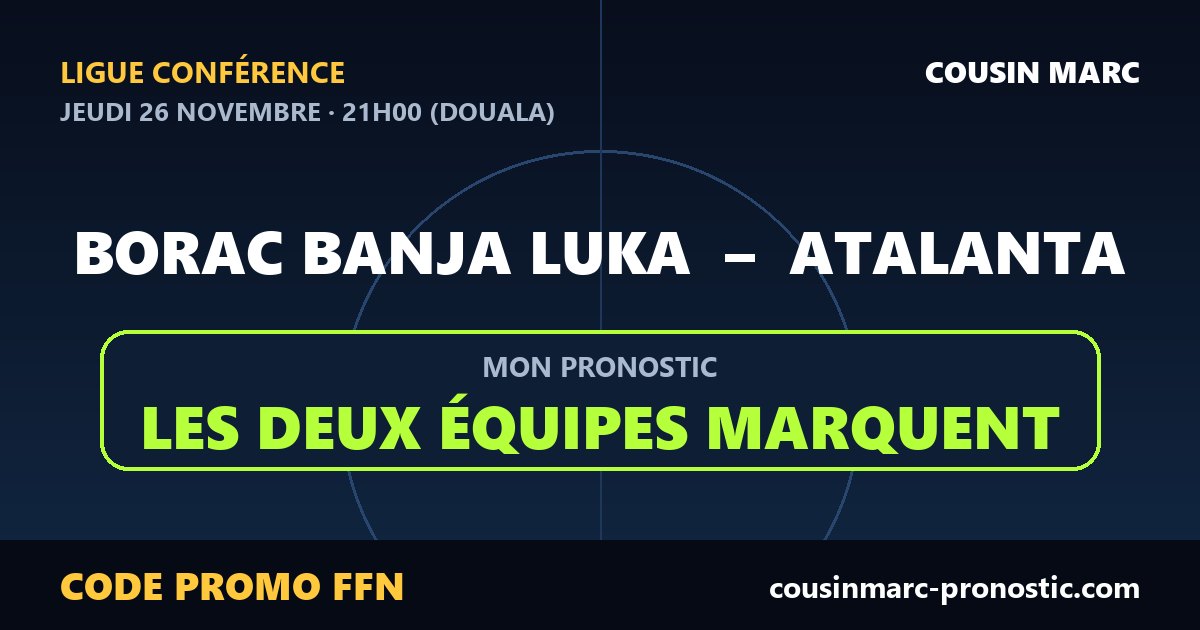 LIGUE CONFÉRENCE
COUSIN MARC
JEUDI 26 NOVEMBRE · 21H00 (DOUALA)
BORAC BANJA LUKA – ATALANTA
MON PRONOSTIC
LES DEUX ÉQUIPES MARQUENT
CODE PROMO FFN
cousinmarc-pronostic.com